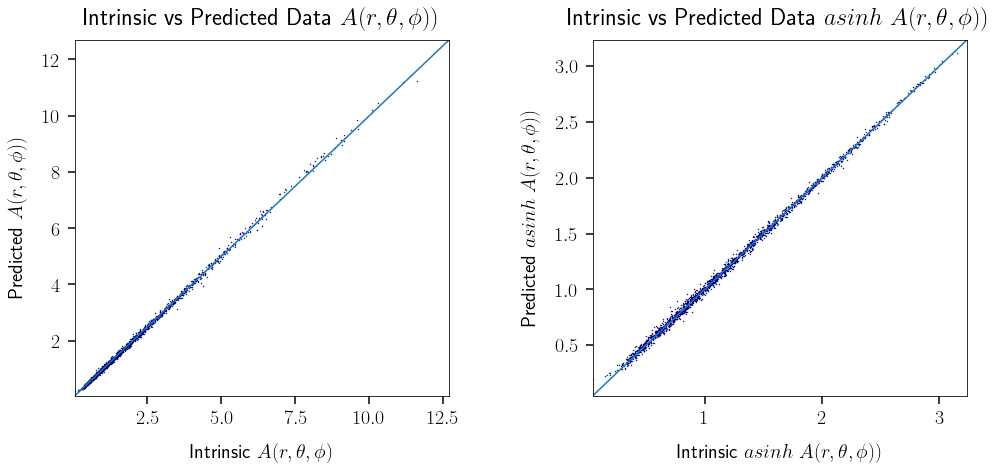 Intrinsic vs Predicted Data A(r, θ, ϕ))
12
10
8
6
4
2
Predicted A(r, θ, ϕ))
2.5 5.0 7.5 10.0 12.5
Intrinsic A(r, θ, ϕ)
Intrinsic vs Predicted Data asinh A(r, θ, ϕ))
3.0
2.5
2.0
1.5
1.0
0.5
Predicted asinh A(r, θ, ϕ))
1 2 3
Intrinsic asinh A(r, θ, ϕ))